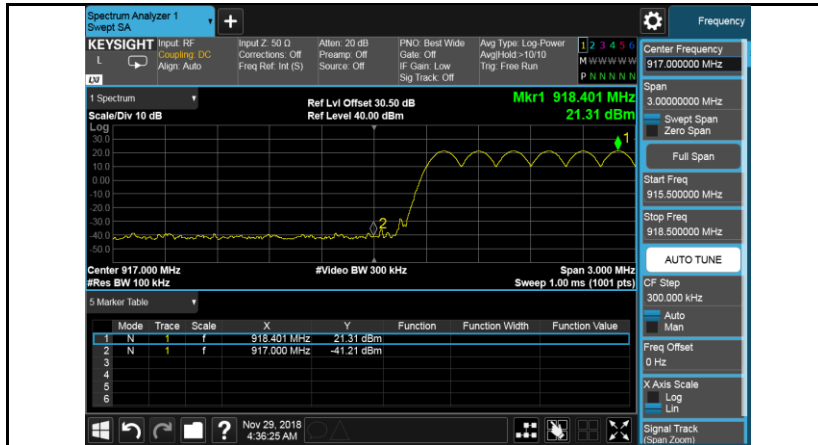 Spectrum Analyzer 1
Swept SA
+
Frequency
KEYSIGHT
L
LXI
Input: RF
Coupling: DC
Align: Auto
Input Z: 50 Ω
Corrections: Off
Freq Ref: Int (S)
Atten: 20 dB
Preamp: Off
Source: Off
PNO: Best Wide
Gate: Off
IF Gain: Low
Sig Track: Off
Avg Type: Log-Power
Avg|Hold:>10/10
Trig: Free Run
1 2 3 4 5 6
M W W W W W
P N N N N N
1 Spectrum
Scale/Div 10 dB
Ref Lvl Offset 30.50 dB
Ref Level 40.00 dBm
Mkr1 918.401 MHz
21.31 dBm
Log
30.0
20.0
10.0
0.00
-10.0
-20.0
-30.0
-40.0
-50.0
1
2
Center 917.000 MHz
#Video BW 300 kHz
Span 3.000 MHz
#Res BW 100 kHz
Sweep 1.00 ms (1001 pts)
5 Marker Table
Mode Trace Scale X Y Function Function Width Function Value
1 N 1 f 918.401 MHz 21.31 dBm
2 N 1 f 917.000 MHz -41.21 dBm
3
4
5
6
Nov 29, 2018
4:36:25 AM
?
Center Frequency
917.000000 MHz
Span
3.00000000 MHz
Swept Span
Zero Span
Full Span
Start Freq
915.500000 MHz
Stop Freq
918.500000 MHz
AUTO TUNE
CF Step
300.000 kHz
Auto
Man
Freq Offset
0 Hz
X Axis Scale
Log
Lin
Signal Track
(Span Zoom)